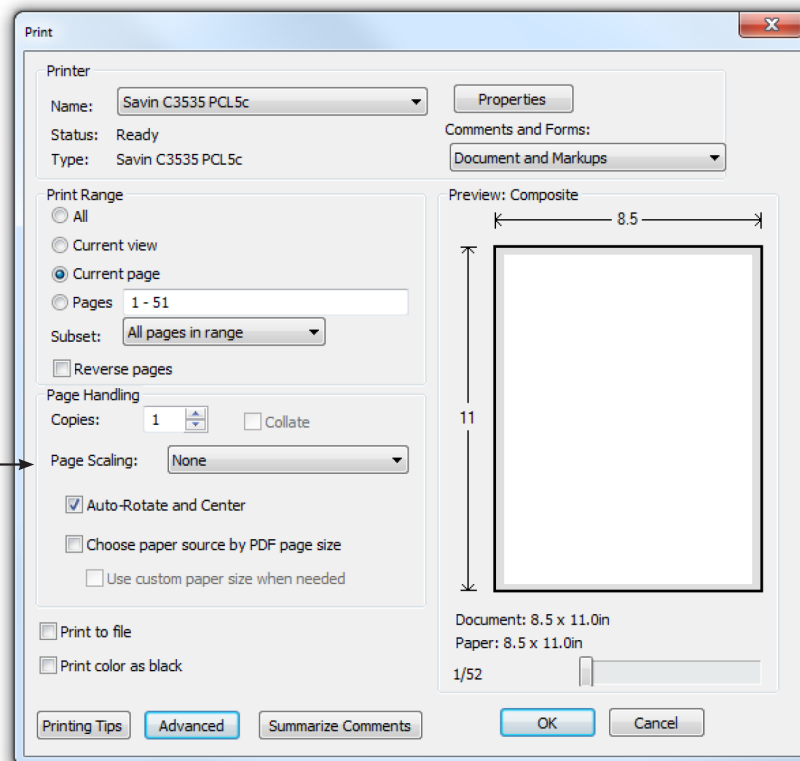 Print
Printer
Name: Savin C3535 PCL5c Properties
Status: Ready
Type: Savin C3535 PCL5c
Comments and Forms:
Document and Markups
Print Range
All
Current view
Current page
Pages 1 - 51
Subset: All pages in range
Reverse pages
Page Handling
Copies: 1 Collate
Page Scaling: None
Auto-Rotate and Center
Choose paper source by PDF page size
Use custom paper size when needed
Print to file
Print color as black
Preview: Composite
8.5
11
Document: 8.5 x 11.0in
Paper: 8.5 x 11.0in
1/52
Printing Tips Advanced Summarize Comments OK Cancel